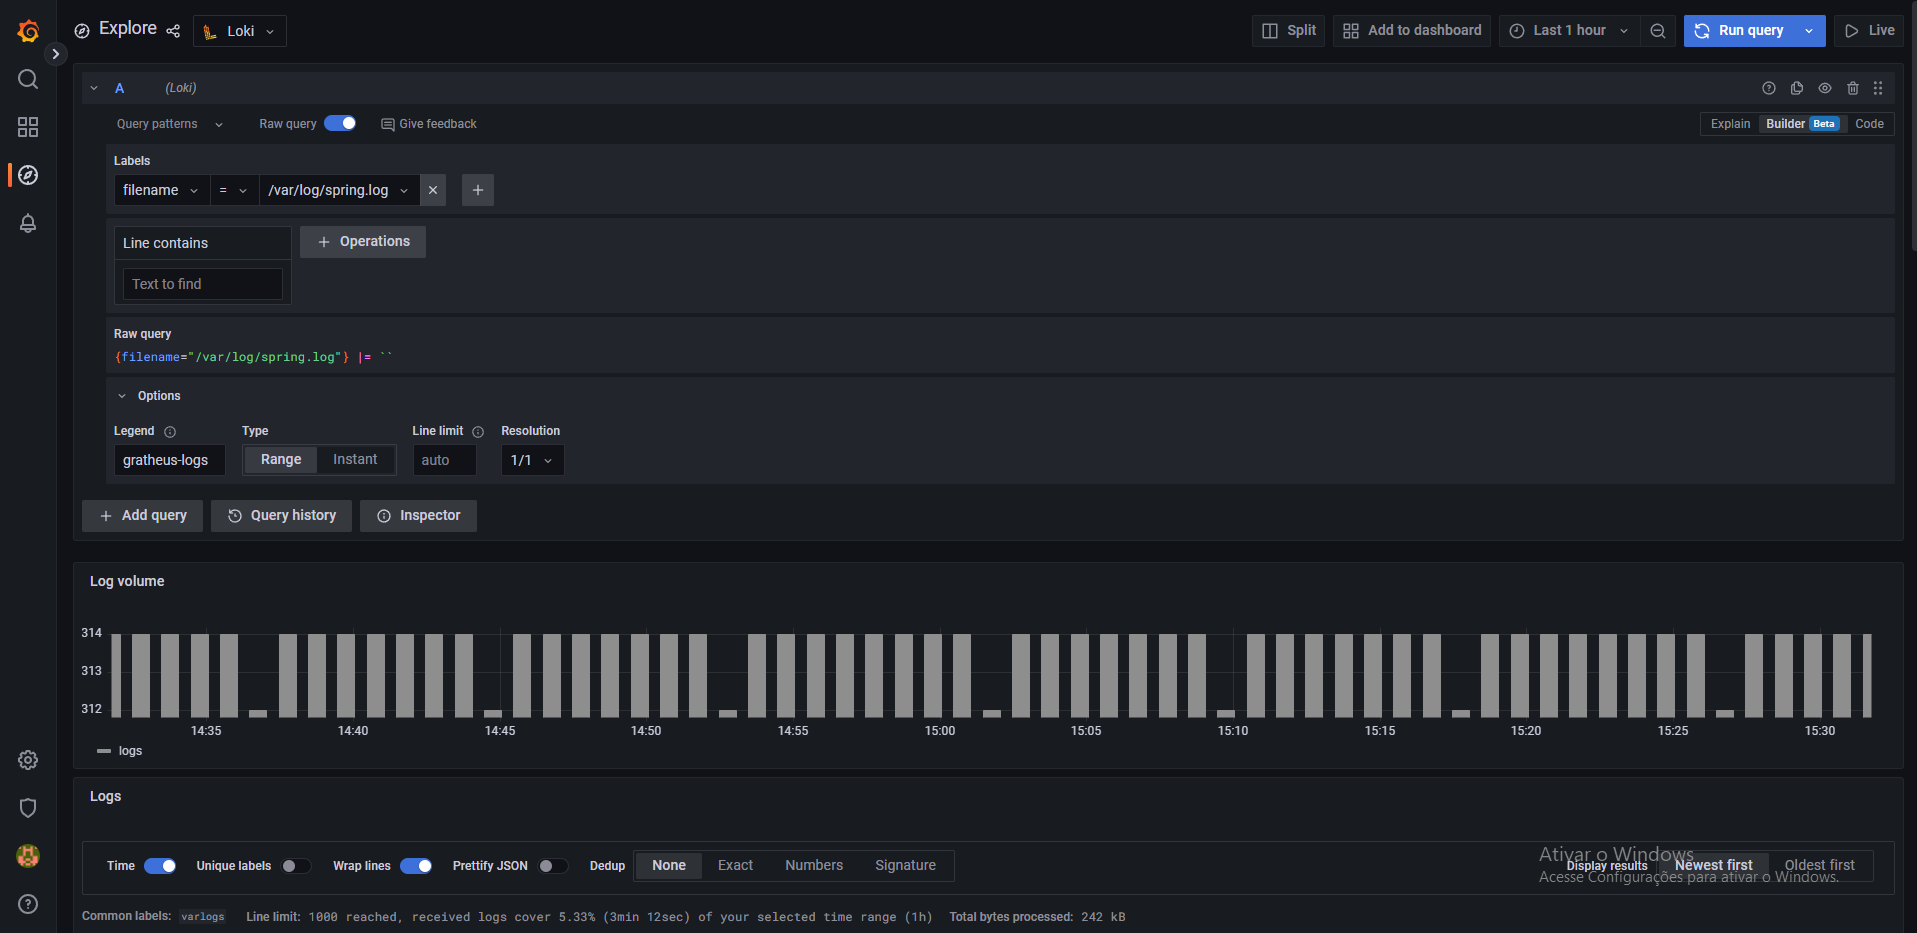 Explore
Loki
Split
Add to dashboard
Last 1 hour
Run query
Live
A
(Loki)
Query patterns
Raw query
Give feedback
Explain
Builder Beta
Code
Labels
filename
=
/var/log/spring.log
Line contains
Operations
Text to find
Raw query
{filename="/var/log/spring.log"} |= ``
Options
Legend
Type
Line limit
Resolution
gratheus-logs
Range
Instant
auto
1/1
Add query
Query history
Inspector
Log volume
314
313
312
14:35
14:40
14:45
14:50
14:55
15:00
15:05
15:10
15:15
15:20
15:25
15:30
logs
Logs
Time
Unique labels
Wrap lines
Prettify JSON
Dedup
None
Exact
Numbers
Signature
Display results
Newest first
Oldest first
Ativar o Windows
Acesse Configurações para ativar o Windows.
Common labels: varlogs
Line limit: 1000 reached, received logs cover 5.33% (3min 12sec) of your selected time range (1h)
Total bytes processed: 242 kB